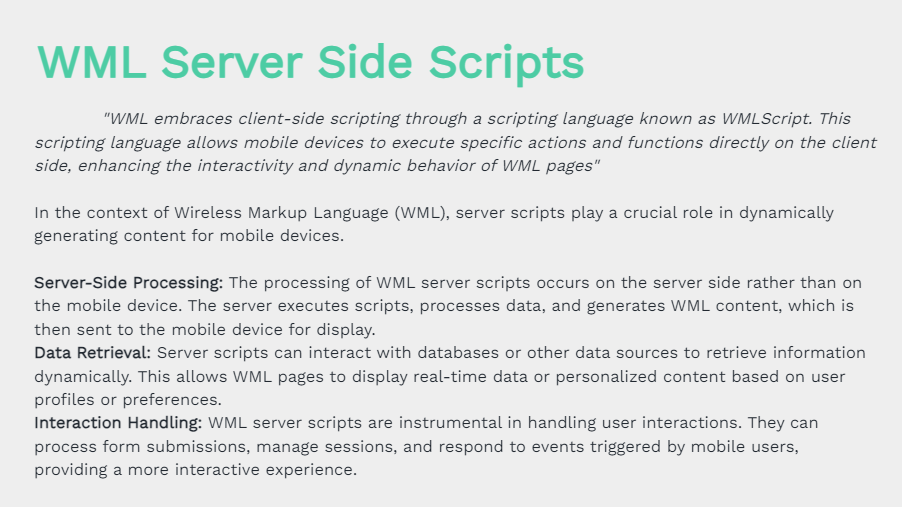 WML Server Side Scripts
"WML embraces client-side scripting through a scripting language known as WMLScript. This
scripting language allows mobile devices to execute specific actions and functions directly on the client
side, enhancing the interactivity and dynamic behavior of WML pages"
In the context of Wireless Markup Language (WML), server scripts play a crucial role in dynamically
generating content for mobile devices.
Server-Side Processing: The processing of WML server scripts occurs on the server side rather than on
the mobile device. The server executes scripts, processes data, and generates WML content, which is
then sent to the mobile device for display.
Data Retrieval: Server scripts can interact with databases or other data sources to retrieve information
dynamically. This allows WML pages to display real-time data or personalized content based on user
profiles or preferences.
Interaction Handling: WML server scripts are instrumental in handling user interactions. They can
process form submissions, manage sessions, and respond to events triggered by mobile users,
providing a more interactive experience.